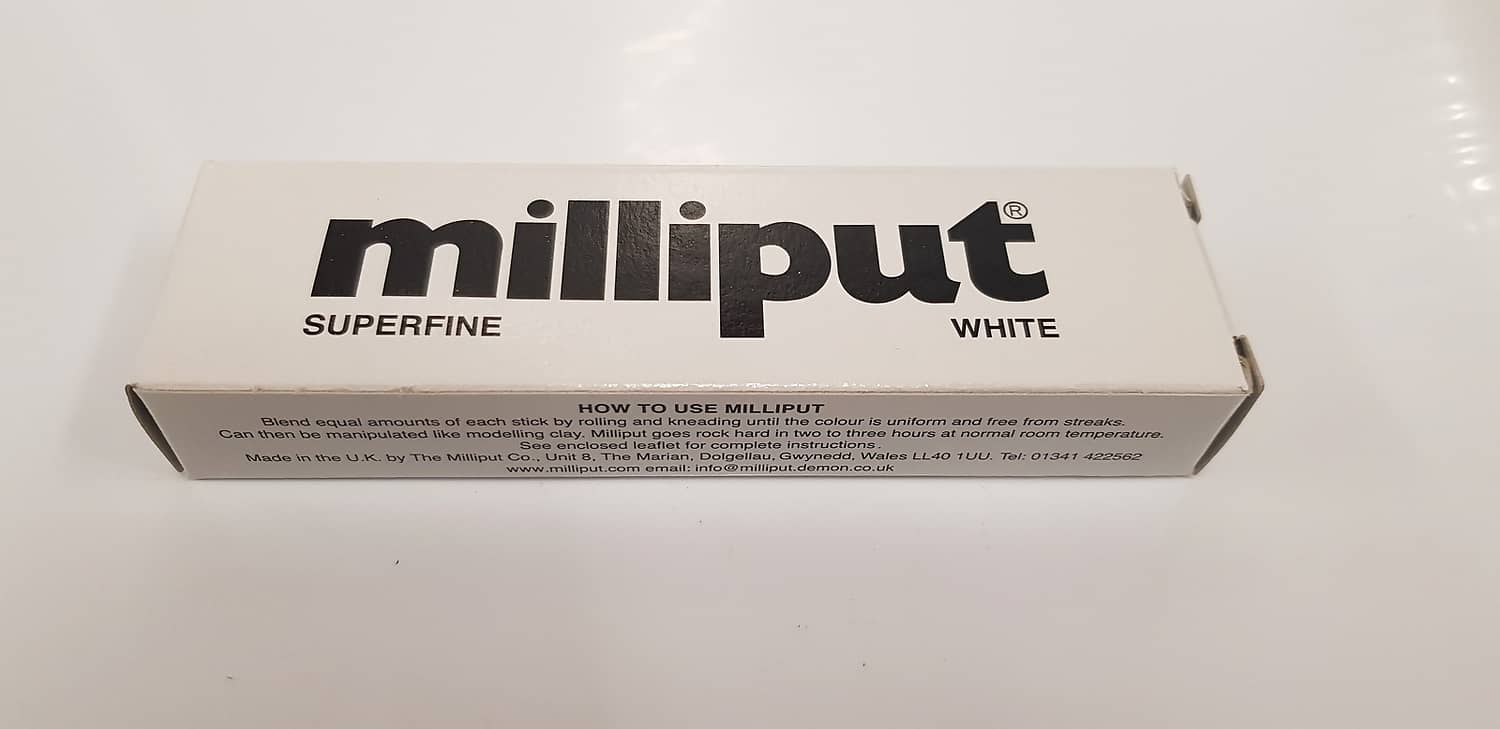 milliput®
SUPERFINE WHITE
HOW TO USE MILLIPUT
Blend equal amounts of each stick by rolling and kneading until the colour is uniform and free from streaks.
Can then be manipulated like modelling clay. Milliput goes rock hard in two to three hours at normal room temperature.
See enclosed leaflet for complete instructions.
Made in the U.K. by The Milliput Co., Unit 8, The Marian, Dolgellau, Gwynedd, Wales LL40 1UU. Tel: 01341 422562
www.milliput.com email: info@milliput.demon.co.uk